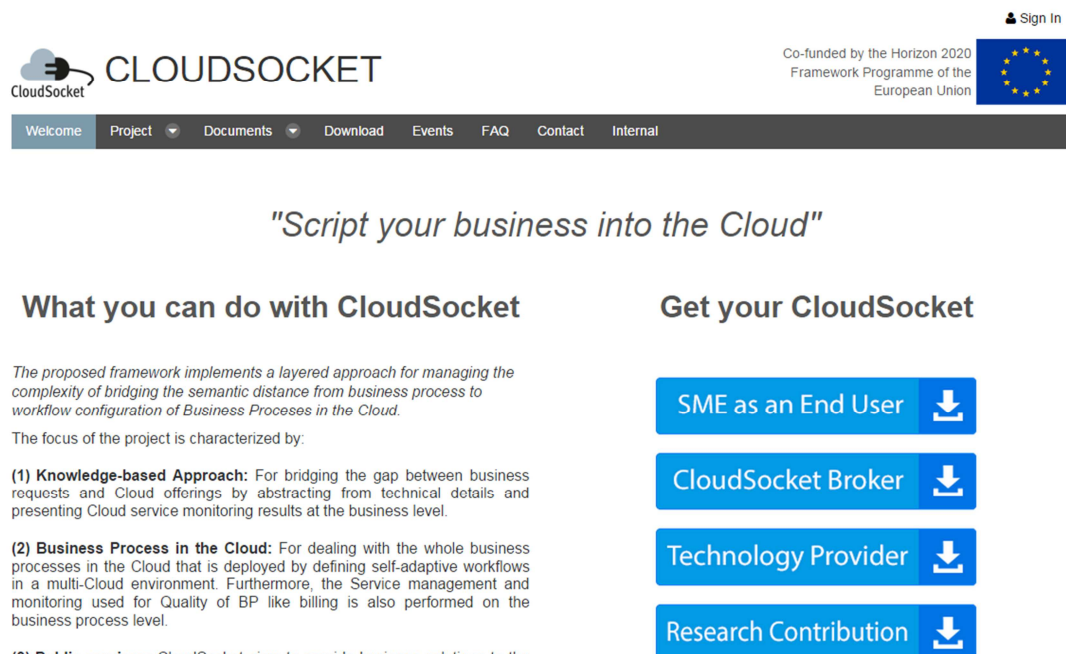 Sign In
CloudSocket
CLOUDSOCKET
Co-funded by the Horizon 2020
Framework Programme of the
European Union
Welcome Project Documents Download Events FAQ Contact Internal
"Script your business into the Cloud"
What you can do with CloudSocket
The proposed framework implements a layered approach for managing the
complexity of bridging the semantic distance from business process to
workflow configuration of Business Proceses in the Cloud.
The focus of the project is characterized by:
(1) Knowledge-based Approach: For bridging the gap between business
requests and Cloud offerings by abstracting from technical details and
presenting Cloud service monitoring results at the business level.
(2) Business Process in the Cloud: For dealing with the whole business
processes in the Cloud that is deployed by defining self-adaptive workflows
in a multi-Cloud environment. Furthermore, the Service management and
monitoring used for Quality of BP like billing is also performed on the
business process level.
Get your CloudSocket
SME as an End User
CloudSocket Broker
Technology Provider
Research Contribution